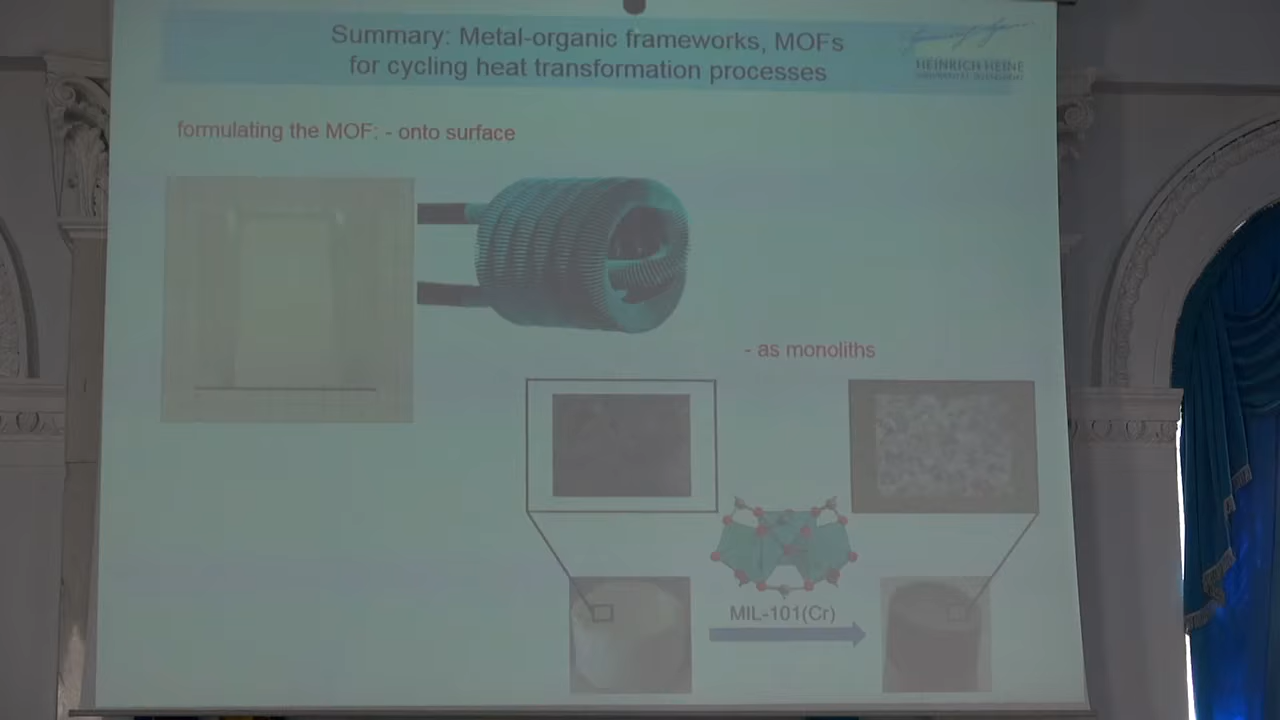 Summary: Metal-organic frameworks, MOFs
for cycling heat transformation processes
HEINRICH HEINE
formulating the MOF: - onto surface
- as monoliths
MIL-101(Cr)